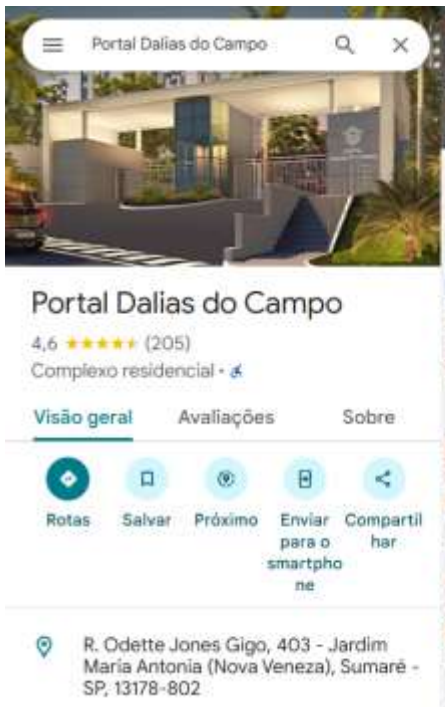 Portal Dalias do Campo
Portal Dalias do Campo
4,6 (205)
Complexo residencial •
Visão geral Avaliações Sobre
Rotas Salvar Próximo Enviar Compartil
para o har
smartpho
ne
R. Odette Jones Gigo, 403 - Jardim
Maria Antonia (Nova Veneza), Sumaré -
SP, 13178-802